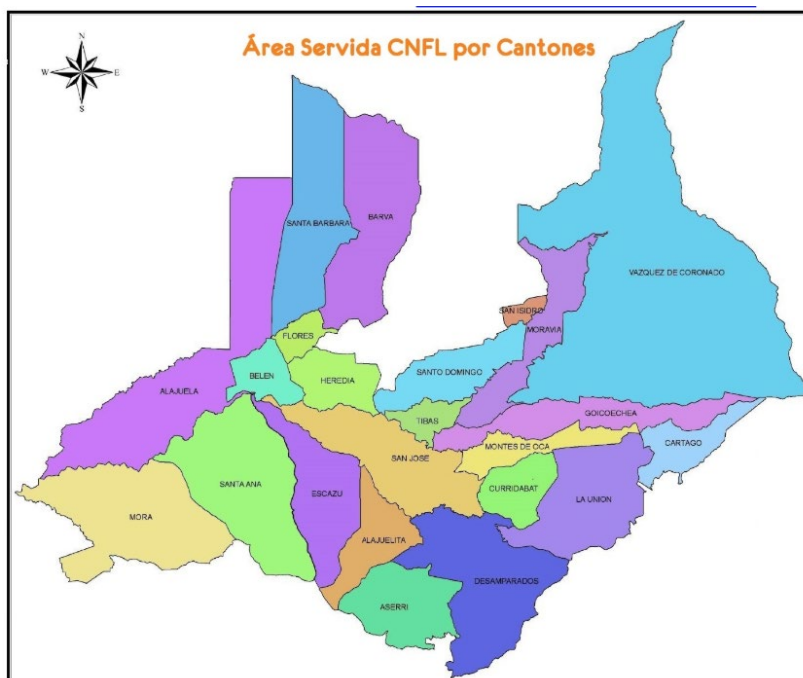 Área Servida CNFL por Cantones
N
W
E
S
SANTA BARBARA
BARVA
VAZQUEZ DE CORONADO
SAN ISIDRO
MORAVIA
FLORES
SANTO DOMINGO
BELEN
HEREDIA
ALAJUELA
TIBAS
GOICOECHEA
MONTES DE OCA
CARTAGO
SAN JOSE
SANTA ANA
ESCAZU
CURRIDABAT
LA UNION
MORA
ALAJUELITA
DESAMPARADOS
ASERRI